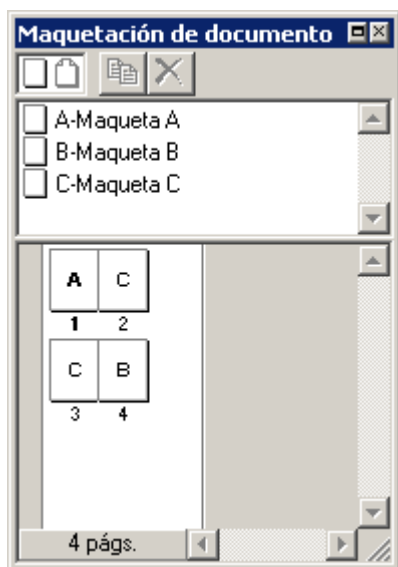 Maquetación de documento
A-Maqueta A
B-Maqueta B
C-Maqueta C
A C
1 2
C B
3 4
4 págs.